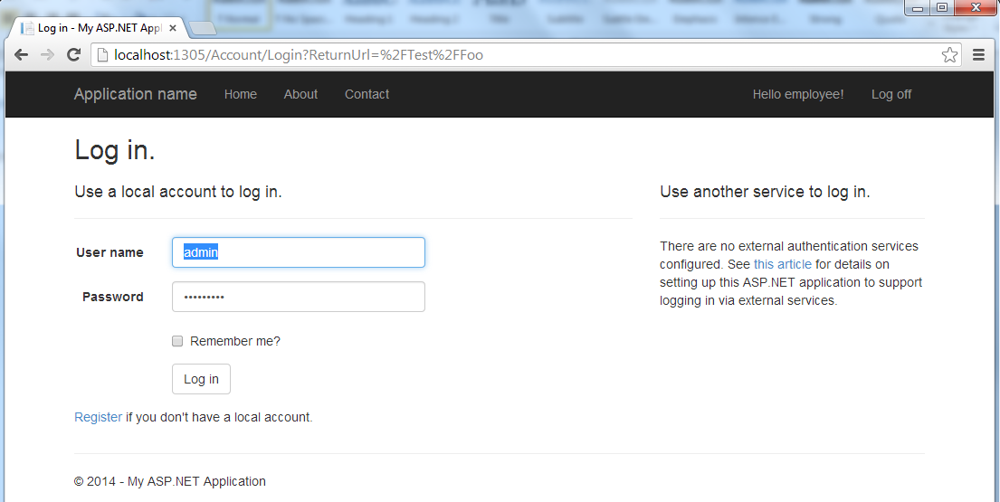 Log in - My ASP.NET Appl
localhost:1305/Account/Login?ReturnUrl=%2FTest%2FFoo
Application name Home About Contact Hello employee! Log off
Log in.
Use a local account to log in.
User name admin
Password •••••••••
Remember me?
Log in
Register if you don't have a local account.
Use another service to log in.
There are no external authentication services
configured. See this article for details on
setting up this ASP.NET application to support
logging in via external services.
© 2014 - My ASP.NET Application